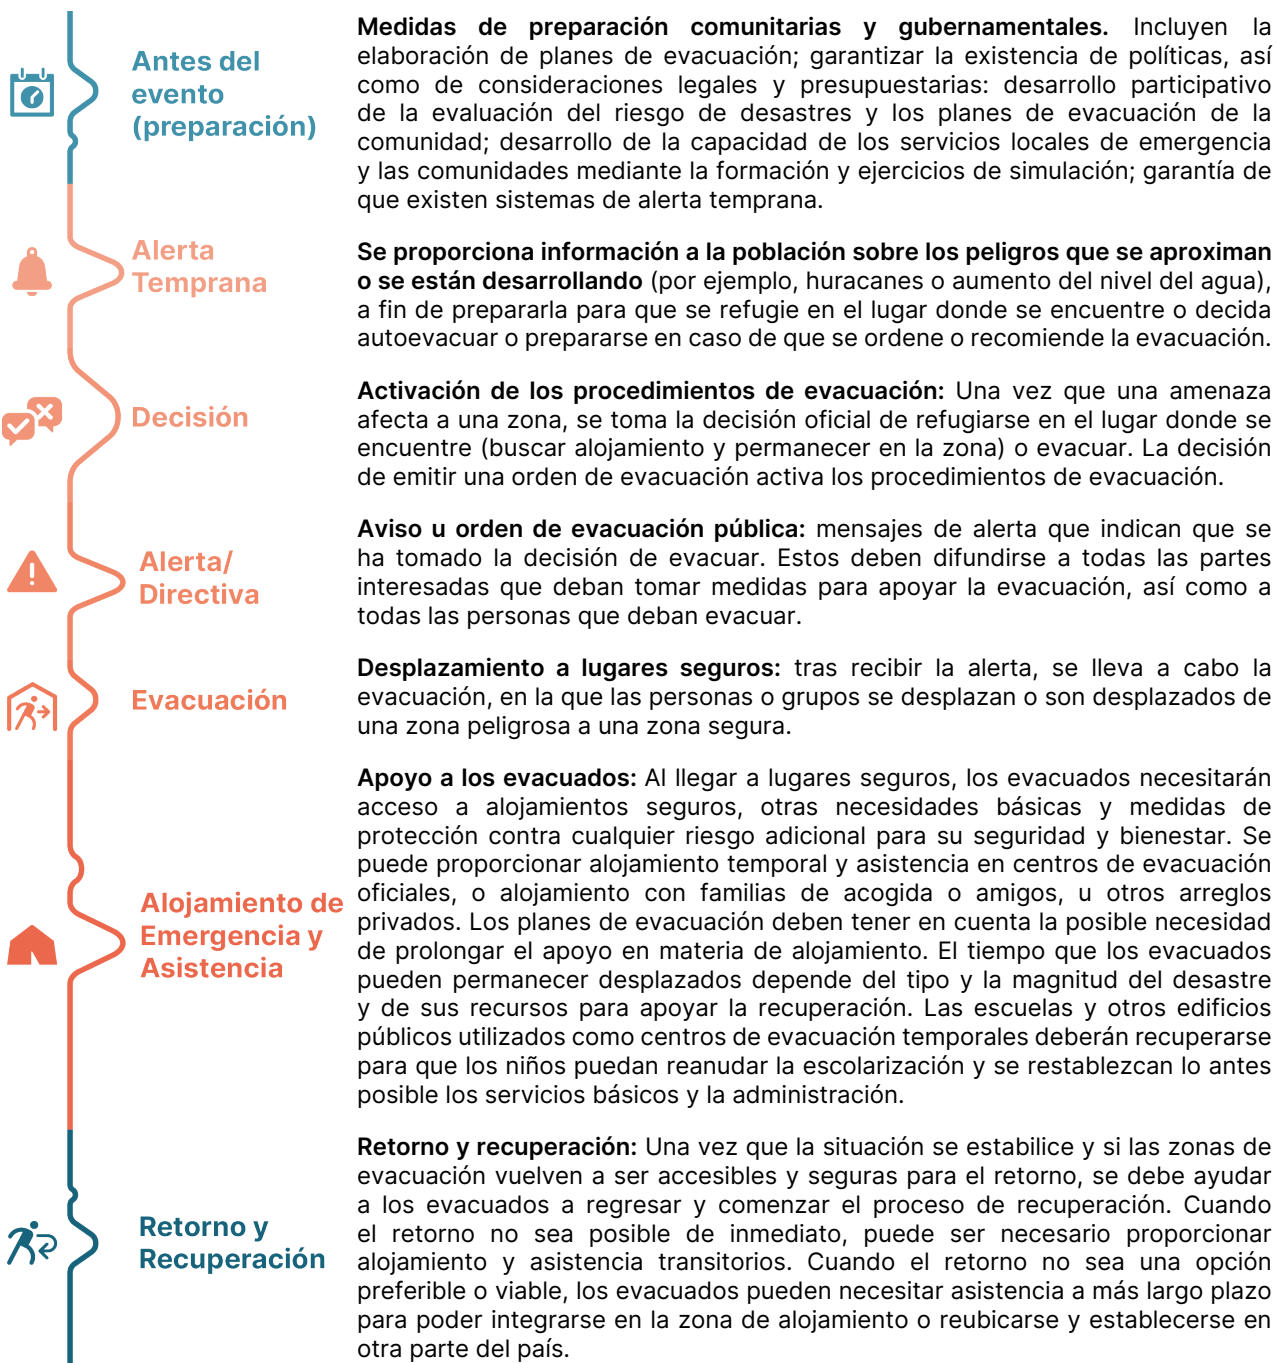 Antes del
evento
(preparación)
Medidas de preparación comunitarias y gubernamentales. Incluyen la
elaboración de planes de evacuación; garantizar la existencia de políticas, así
como de consideraciones legales y presupuestarias: desarrollo participativo
de la evaluación del riesgo de desastres y los planes de evacuación de la
comunidad; desarrollo de la capacidad de los servicios locales de emergencia
y las comunidades mediante la formación y ejercicios de simulación; garantía de
que existen sistemas de alerta temprana.
Alerta
Temprana
Se proporciona información a la población sobre los peligros que se aproximan
o se están desarrollando (por ejemplo, huracanes o aumento del nivel del agua),
a fin de prepararla para que se refugie en el lugar donde se encuentre o decida
autoevacuar o prepararse en caso de que se ordene o recomiende la evacuación.
Decisión
Activación de los procedimientos de evacuación: Una vez que una amenaza
afecta a una zona, se toma la decisión oficial de refugiarse en el lugar donde se
encuentre (buscar alojamiento y permanecer en la zona) o evacuar. La decisión
de emitir una orden de evacuación activa los procedimientos de evacuación.
Alerta/
Directiva
Aviso u orden de evacuación pública: mensajes de alerta que indican que se
ha tomado la decisión de evacuar. Estos deben difundirse a todas las partes
interesadas que deban tomar medidas para apoyar la evacuación, así como a
todas las personas que deban evacuar.
Evacuación
Desplazamiento a lugares seguros: tras recibir la alerta, se lleva a cabo la
evacuación, en la que las personas o grupos se desplazan o son desplazados de
una zona peligrosa a una zona segura.
Alojamiento de
Emergencia y
Asistencia
Apoyo a los evacuados: Al llegar a lugares seguros, los evacuados necesitarán
acceso a alojamientos seguros, otras necesidades básicas y medidas de
protección contra cualquier riesgo adicional para su seguridad y bienestar. Se
puede proporcionar alojamiento temporal y asistencia en centros de evacuación
oficiales, o alojamiento con familias de acogida o amigos, u otros arreglos
privados. Los planes de evacuación deben tener en cuenta la posible necesidad
de prolongar el apoyo en materia de alojamiento. El tiempo que los evacuados
pueden permanecer desplazados depende del tipo y la magnitud del desastre
y de sus recursos para apoyar la recuperación. Las escuelas y otros edificios
públicos utilizados como centros de evacuación temporales deberán recuperarse
para que los niños puedan reanudar la escolarización y se restablezcan lo antes
posible los servicios básicos y la administración.
Retorno y
Recuperación
Retorno y recuperación: Una vez que la situación se estabilice y si las zonas de
evacuación vuelven a ser accesibles y seguras para el retorno, se debe ayudar
a los evacuados a regresar y comenzar el proceso de recuperación. Cuando
el retorno no sea posible de inmediato, puede ser necesario proporcionar
alojamiento y asistencia transitorios. Cuando el retorno no sea una opción
preferible o viable, los evacuados pueden necesitar asistencia a más largo plazo
para poder integrarse en la zona de alojamiento o reubicarse y establecerse en
otra parte del país.